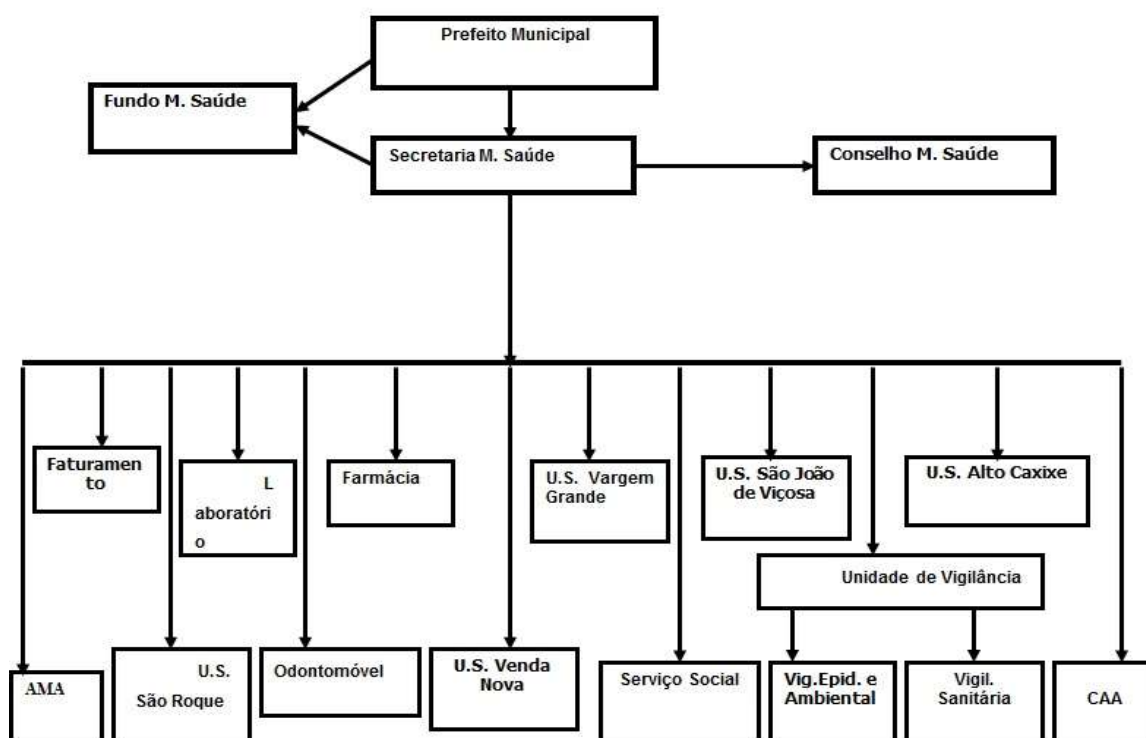 Prefeito Municipal
Fundo M. Saúde
Secretaria M. Saúde
Conselho M. Saúde
Faturamen
to
L
aboratóri
o
Farmácia
U.S. Vargem
Grande
U.S. São João
de Viçosa
U.S. Alto Caxixe
Unidade de Vigilância
AMA
U.S.
São Roque
Odontomóvel
U.S. Venda
Nova
Serviço Social
Vig.Epid. e
Ambiental
Vigil.
Sanitária
CAA